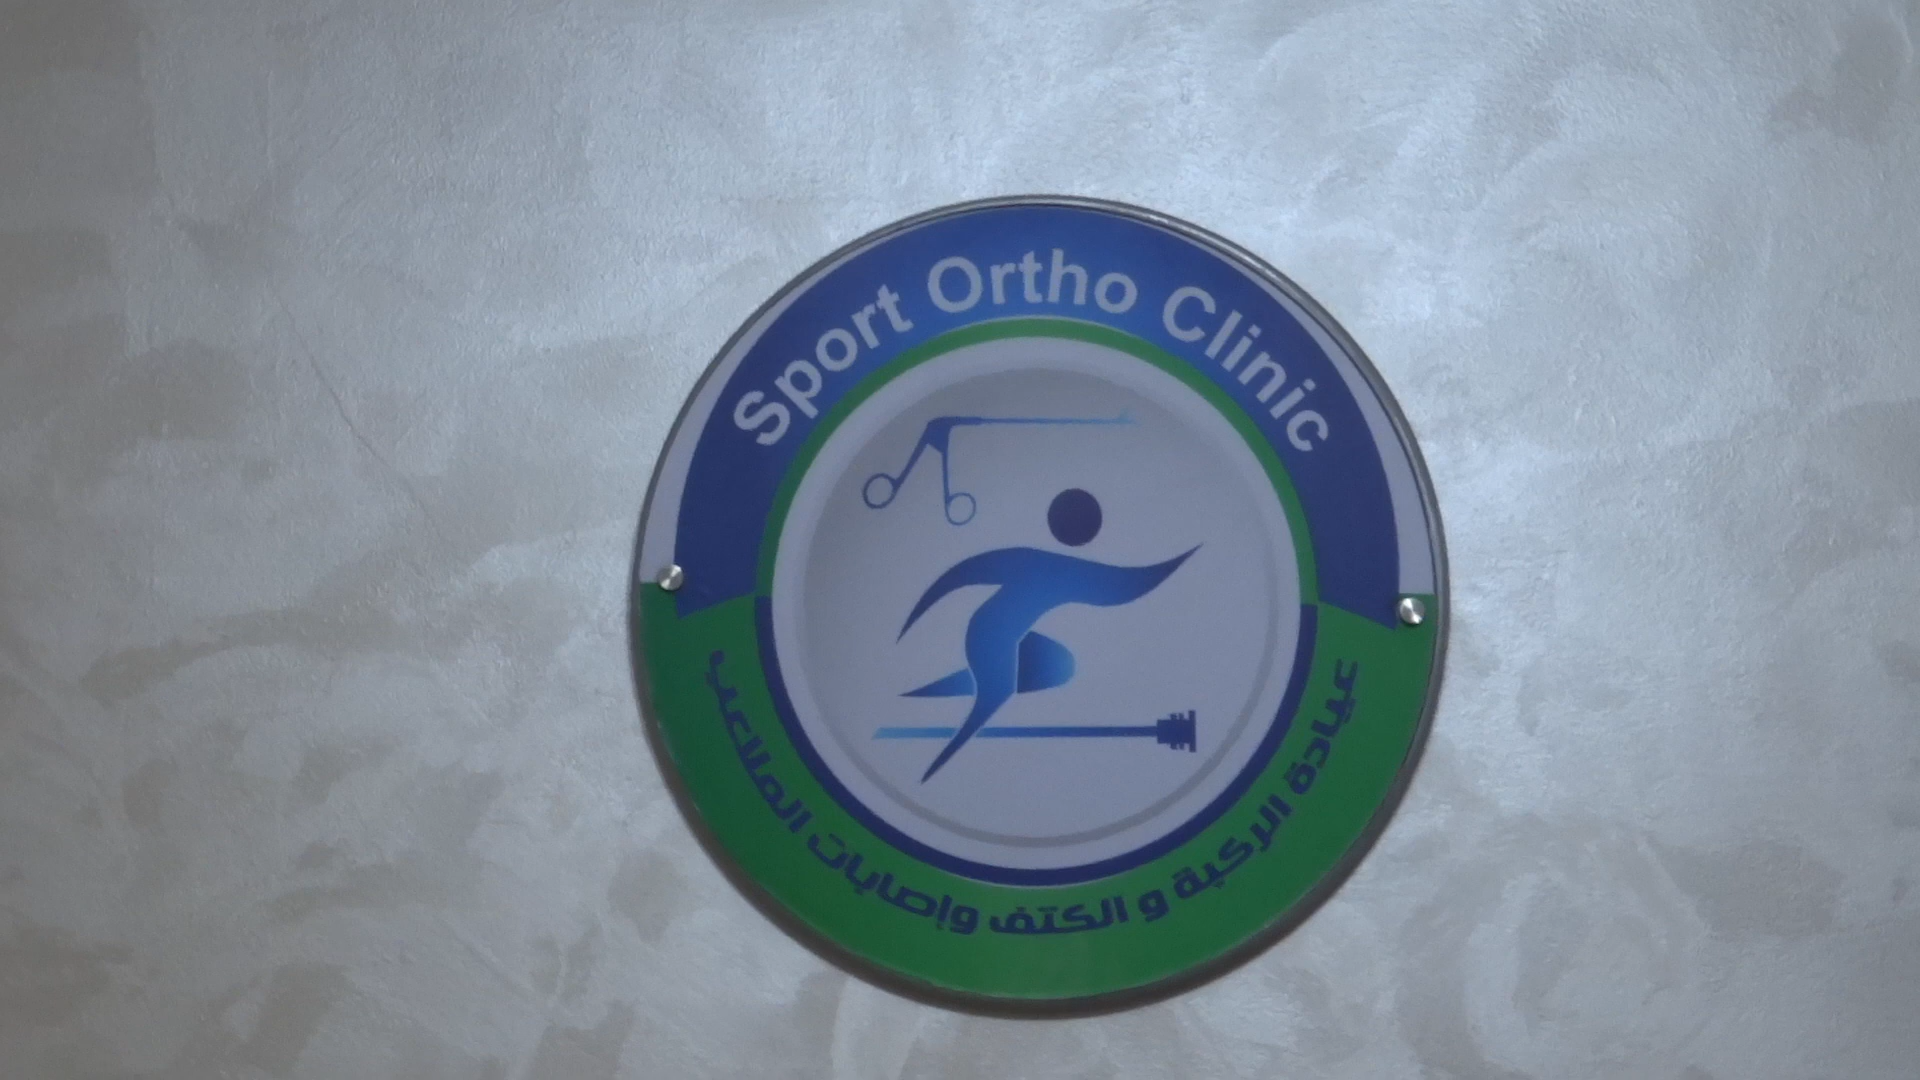 Sport Ortho Clinic
عيادة الركبة و الكتف وإصابات الملاعب